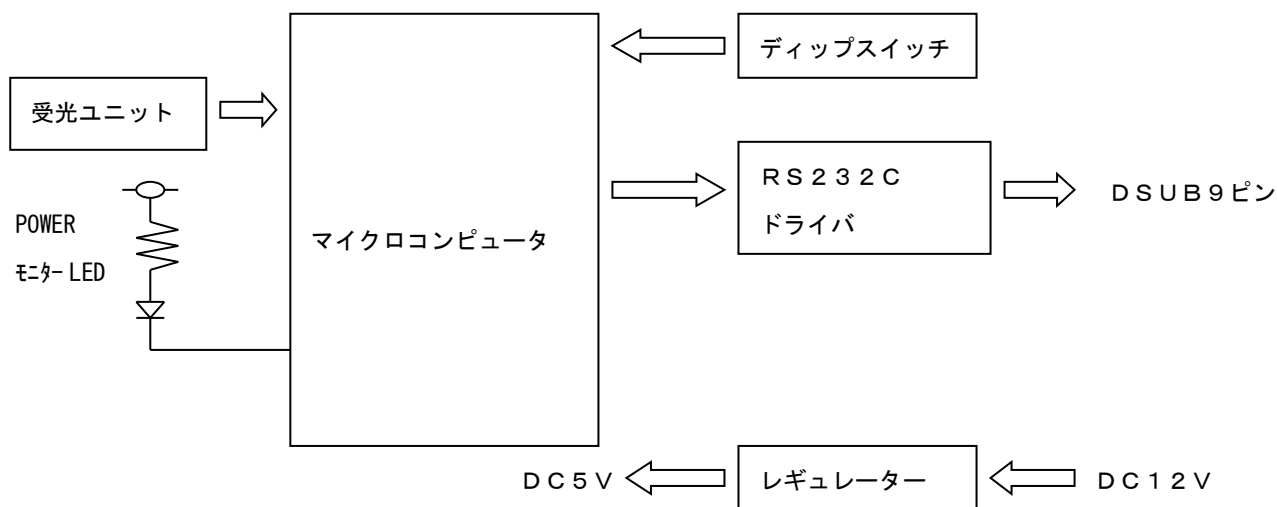 ディップスイッチ
受光ユニット
RS232C
ドライバ
DSUB9ピン
POWER
モニターLED
マイクロコンピュータ
DC5V
レギュレーター
DC12V